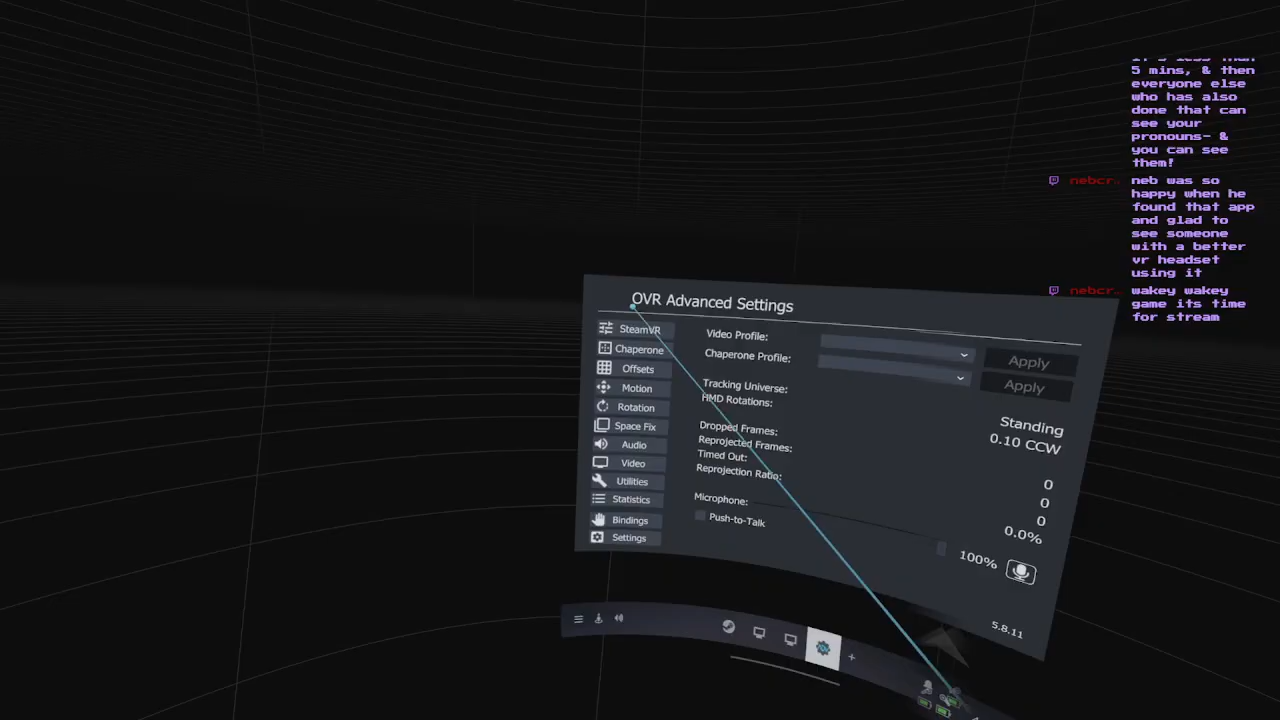 5 mins, & then
everyone else
who has also
done that can
see your
pronouns- &
you can see
them!
nebcr..
neb was so
happy when he
found that app
and glad to
see someone
with a better
vr headset
using it
nebcr..
wakey wakey
game its time
for stream
OVR Advanced Settings
SteamVR
Chaperone
Offsets
Motion
Rotation
Space Fix
Audio
Video
Utilities
Statistics
Bindings
Settings
Video Profile:
Apply
Chaperone Profile:
Apply
Tracking Universe:
Standing
HMD Rotations:
0.10 CCW
Dropped Frames:
0
Reprojected Frames:
0
Timed Out:
0
Reprojection Ratio:
0.0%
Microphone:
100%
Push-to-Talk
5.8.11